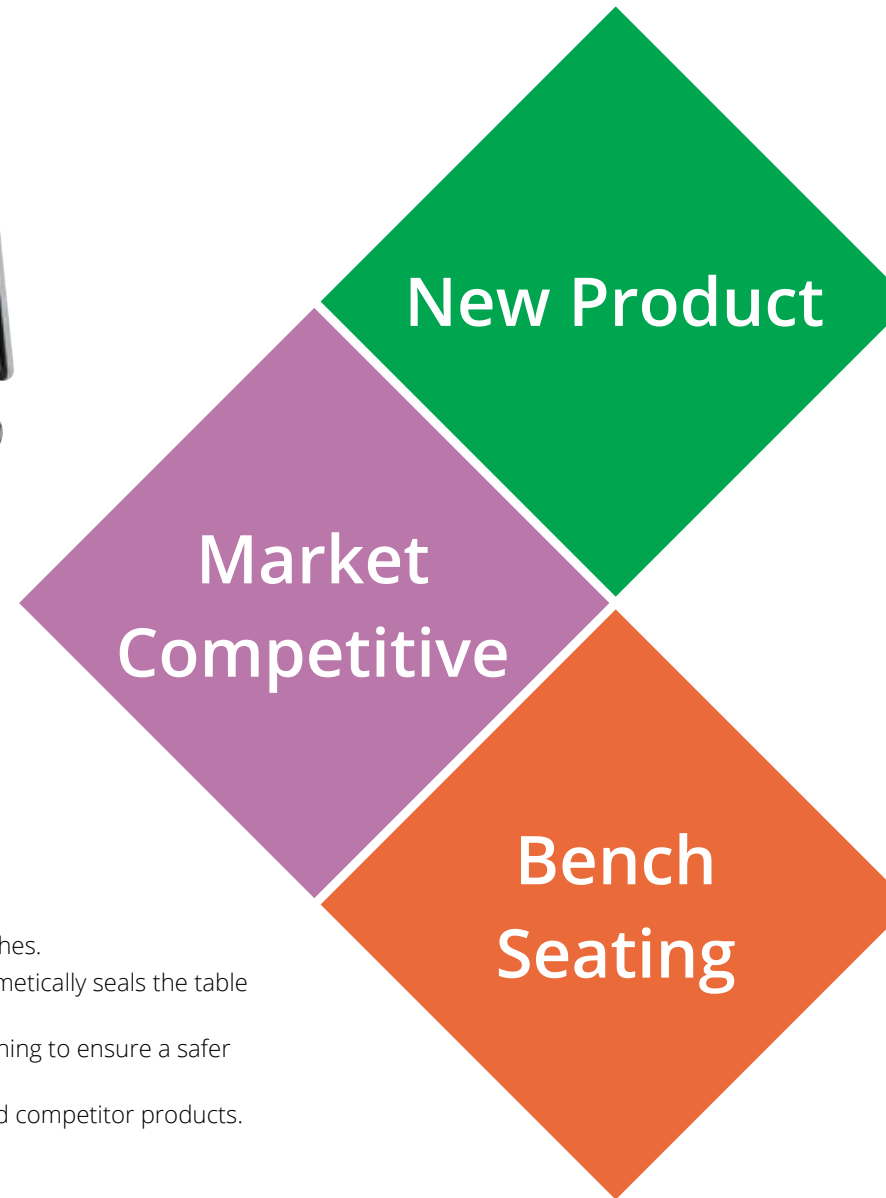 New Product
Market
Competitive
Bench
Seating
hes.
metically seals the table
ning to ensure a safer
d competitor products.